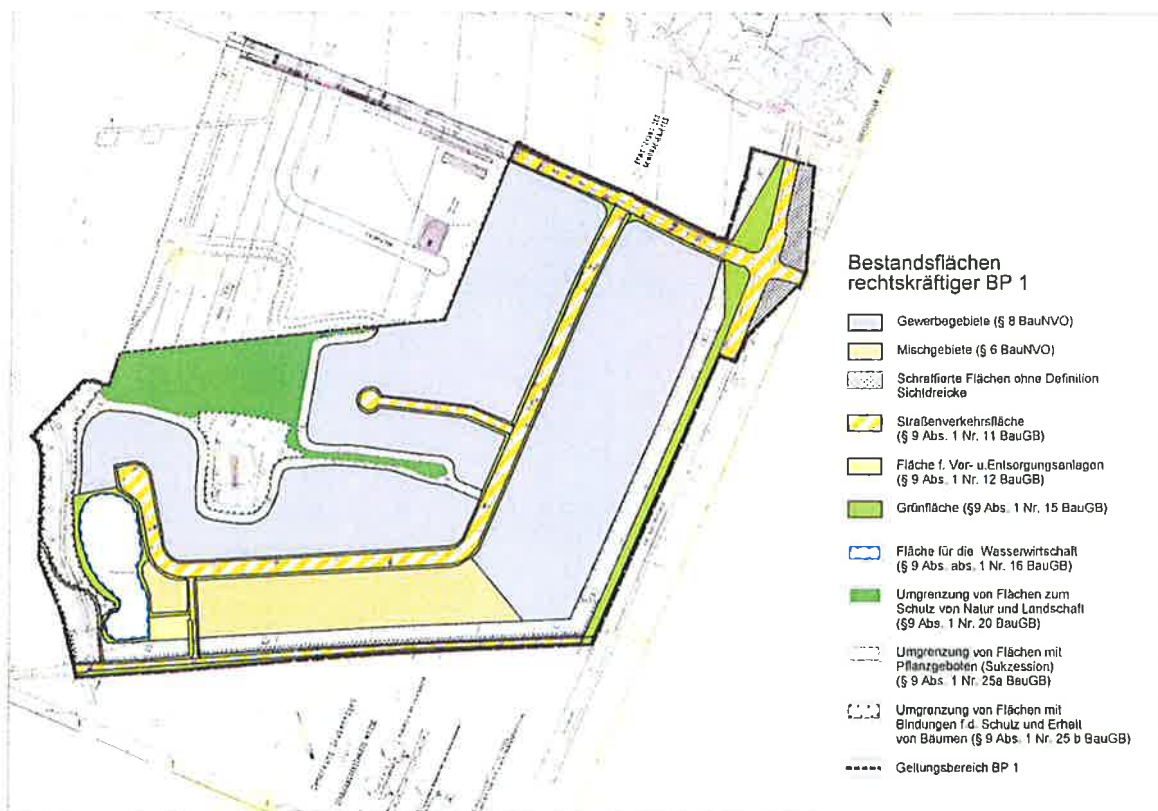 Bestandsflächen
rechtskräftiger BP 1
Gewerbegebiete (§ 8 BauNVO)
Mischgebiete (§ 6 BauNVO)
Schraffierte Flächen ohne Definition
Sichtdreicke
Straßenverkehrsfläche
(§ 9 Abs. 1 Nr. 11 BauGB)
Fläche f. Vor- u.Entsorgungsanlagen
(§ 9 Abs. 1 Nr. 12 BauGB)
Grünfläche (§9 Abs. 1 Nr. 15 BauGB)
Fläche für die Wasserwirtschaft
(§ 9 Abs. abs. 1 Nr. 16 BauGB)
Umgrenzung von Flächen zum
Schutz von Natur und Landschaft
(§9 Abs. 1 Nr. 20 BauGB)
Umgrenzung von Flächen mit
Pflanzgeboten (Sukzession)
(§ 9 Abs. 1 Nr. 25a BauGB)
Umgrenzung von Flächen mit
Bindungen f.d. Schutz und Erhalt
von Bäumen (§ 9 Abs. 1 Nr. 25 b BauGB)
Geltungsbereich BP 1